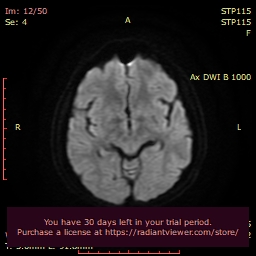 Im: 12/50
Se: 4
A
STP115
STP115
F
Ax DWI B 1000
R
L
You have 30 days left in your trial period.
Purchase a license at https://radiantviewer.com/store/